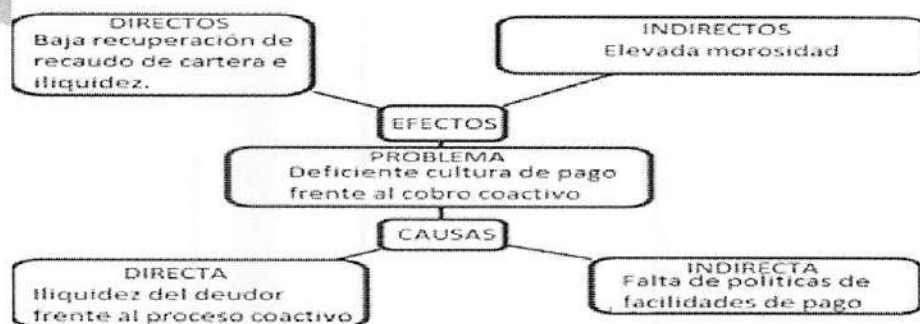 DIRECTOS
Baja recuperación de
recaudo de cartera e
iliquidez.
INDIRECTOS
Elevada morosidad
EFECTOS
PROBLEMA
Deficiente cultura de pago
frente al cobro coactivo
CAUSAS
DIRECTA
Iliquidez del deudor
frente al proceso coactivo
INDIRECTA
Falta de políticas de
facilidades de pago